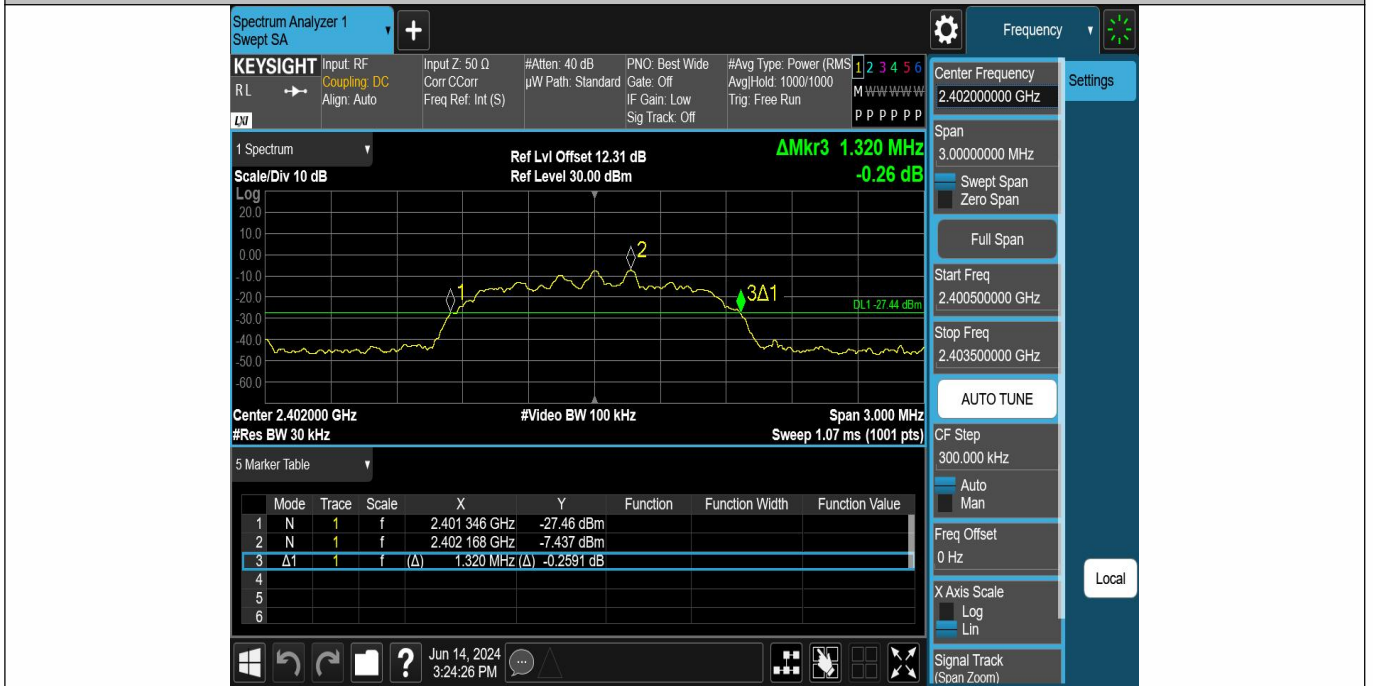 Spectrum Analyzer 1
Swept SA
Frequency
KEYSIGHT
RL
LXI
Input: RF
Coupling: DC
Align: Auto
Input Z: 50 Ω
Corr CCorr
Freq Ref: Int (S)
#Atten: 40 dB
µW Path: Standard
PNO: Best Wide
Gate: Off
IF Gain: Low
Sig Track: Off
#Avg Type: Power (RMS
Avg|Hold: 1000/1000
Trig: Free Run
1 2 3 4 5 6
M W W W W W
P P P P P P
Center Frequency
2.402000000 GHz
Settings
1 Spectrum
Scale/Div 10 dB
Ref Lvl Offset 12.31 dB
Ref Level 30.00 dBm
ΔMkr3 1.320 MHz
-0.26 dB
Span
3.00000000 MHz
Swept Span
Zero Span
Full Span
Log
20.0
10.0
0.00
-10.0
-20.0
-30.0
-40.0
-50.0
-60.0
1
2
3Δ1
DL1 -27.44 dBm
Start Freq
2.400500000 GHz
Stop Freq
2.403500000 GHz
AUTO TUNE
Center 2.402000 GHz
#Res BW 30 kHz
#Video BW 100 kHz
Span 3.000 MHz
Sweep 1.07 ms (1001 pts)
CF Step
300.000 kHz
Auto
Man
5 Marker Table
Mode Trace Scale X Y Function Function Width Function Value
1 N 1 f 2.401 346 GHz -27.46 dBm
2 N 1 f 2.402 168 GHz -7.437 dBm
3 Δ1 1 f (Δ) 1.320 MHz (Δ) -0.2591 dB
4
5
6
Freq Offset
0 Hz
X Axis Scale
Log
Lin
Local
Signal Track
(Span Zoom)
?
Jun 14, 2024
3:24:26 PM